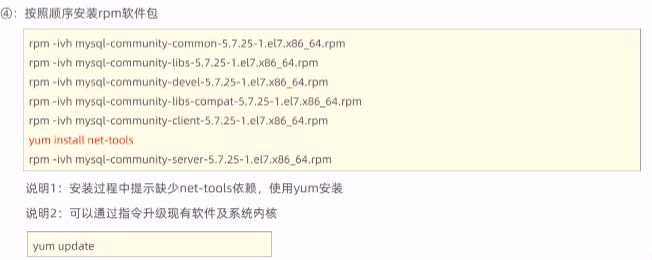 ④：按照顺序安装rpm软件包
rpm -ivh mysql-community-common-5.7.25-1.el7.x86_64.rpm
rpm -ivh mysql-community-libs-5.7.25-1.el7.x86_64.rpm
rpm -ivh mysql-community-devel-5.7.25-1.el7.x86_64.rpm
rpm -ivh mysql-community-libs-compat-5.7.25-1.el7.x86_64.rpm
rpm -ivh mysql-community-client-5.7.25-1.el7.x86_64.rpm
yum install net-tools
rpm -ivh mysql-community-server-5.7.25-1.el7.x86_64.rpm
说明1：安装过程中提示缺少net-tools依赖，使用yum安装
说明2：可以通过指令升级现有软件及系统内核
yum update